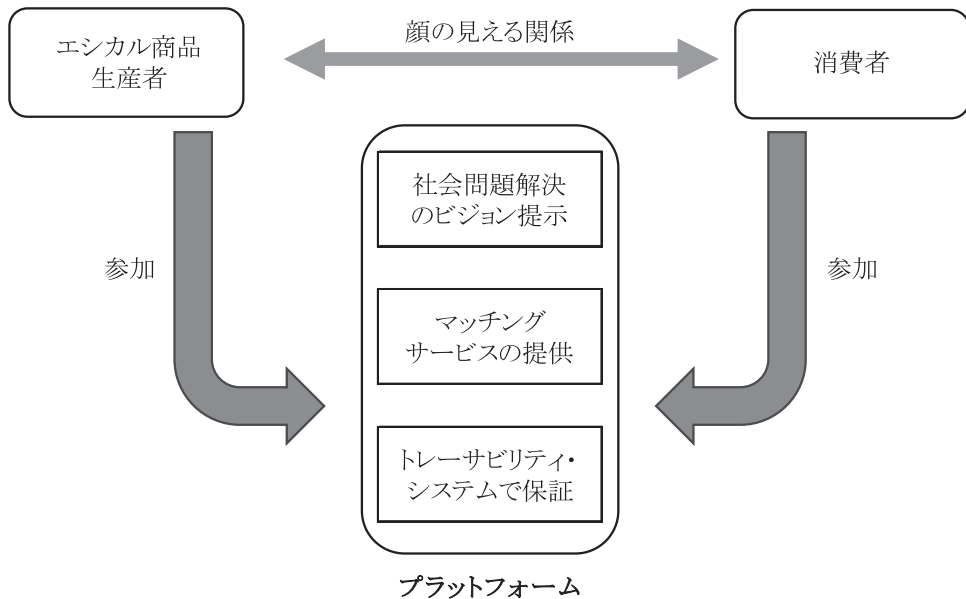 エシカル商品
生産者
顔の見える関係
消費者
参加
社会問題解決
のビジョン提示
マッチング
サービスの提供
トレーサビリティ・
システムで保証
参加
プラットフォーム